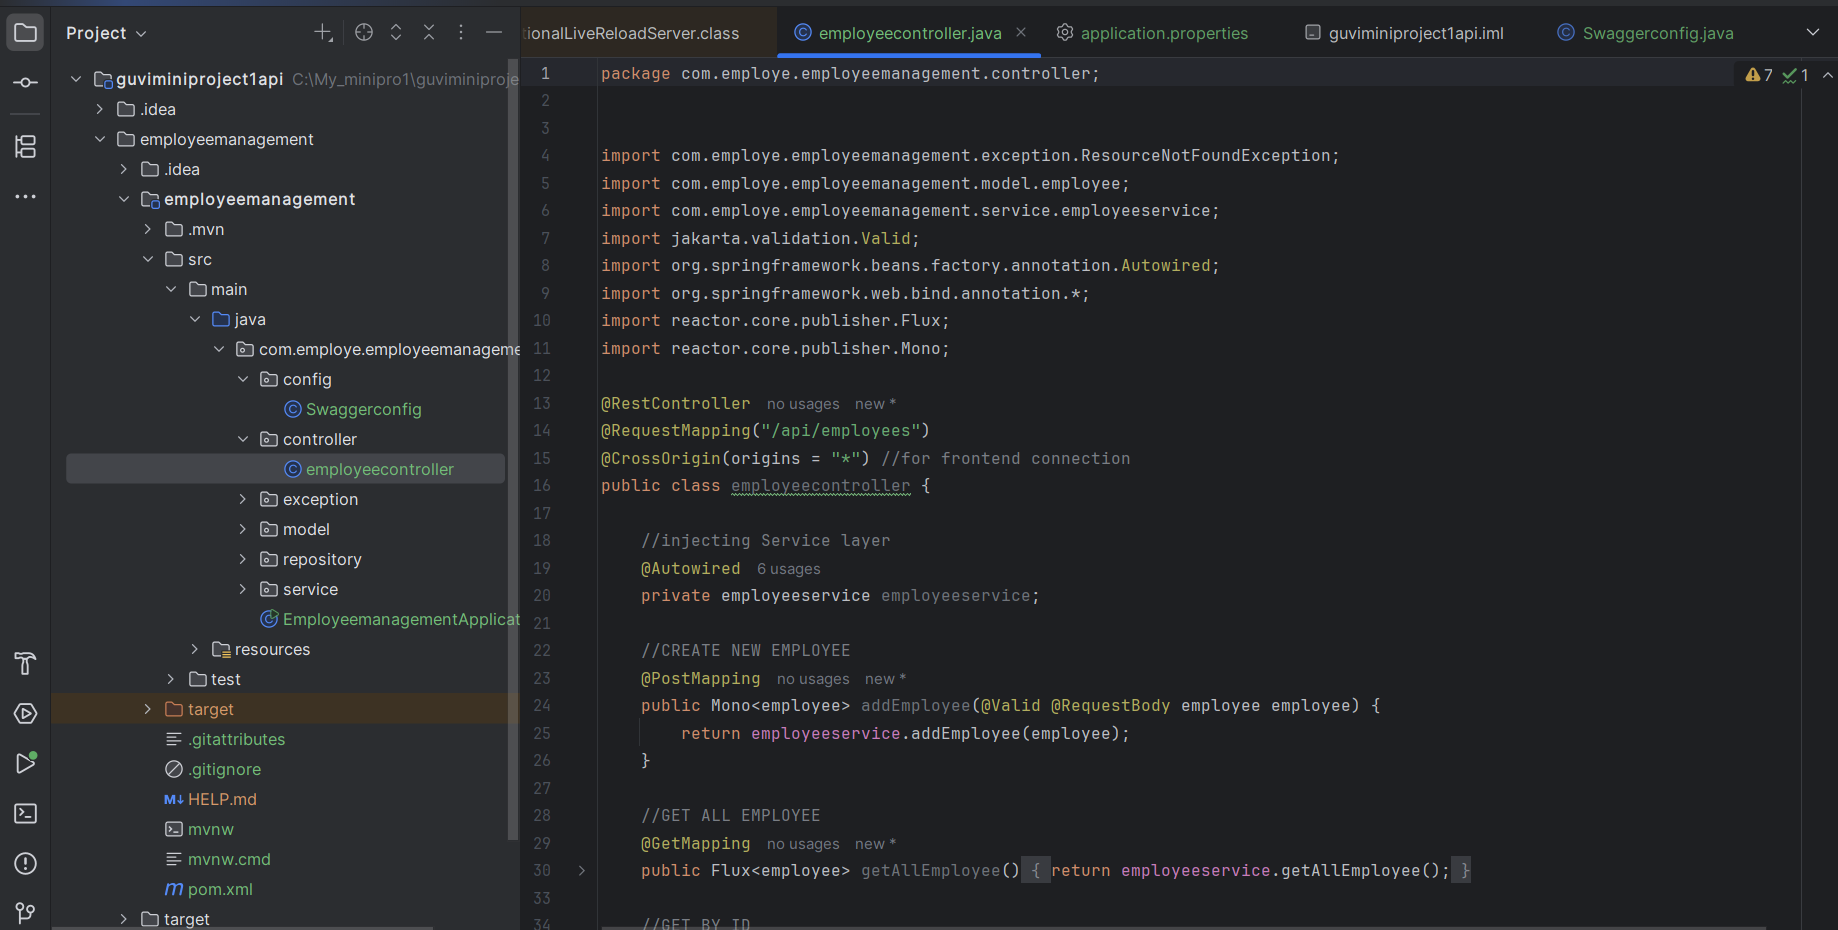 Project
guviminiproject1api C:\My_minipro1\guviminiproje
.idea
employeemanagement
.idea
employeemanagement
.mvn
src
main
java
com.employe.employeemanageme
config
Swaggerconfig
controller
employeecontroller
exception
model
repository
service
EmployeemanagementApplicat
resources
test
target
.gitattributes
.gitignore
M↓ HELP.md
mvnw
mvnw.cmd
m pom.xml
target
tionalLiveReloadServer.class employeecontroller.java application.properties guviminiproject1api.iml Swaggerconfig.java
7 1
1 package com.employe.employeemanagement.controller;
2
3
4 import com.employe.employeemanagement.exception.ResourceNotFoundException;
5 import com.employe.employeemanagement.model.employee;
6 import com.employe.employeemanagement.service.employeeservice;
7 import jakarta.validation.Valid;
8 import org.springframework.beans.factory.annotation.Autowired;
9 import org.springframework.web.bind.annotation.*;
10 import reactor.core.publisher.Flux;
11 import reactor.core.publisher.Mono;
12
13 @RestController no usages new *
14 @RequestMapping("/api/employees")
15 @CrossOrigin(origins = "*") //for frontend connection
16 public class employeecontroller {
17
18 //injecting Service layer
19 @Autowired 6 usages
20 private employeeservice employeeservice;
21
22 //CREATE NEW EMPLOYEE
23 @PostMapping no usages new *
24 public Mono<employee> addEmployee(@Valid @RequestBody employee employee) {
25 return employeeservice.addEmployee(employee);
26 }
27
28 //GET ALL EMPLOYEE
29 @GetMapping no usages new *
30 public Flux<employee> getAllEmployee() { return employeeservice.getAllEmployee(); }
33
34 //GET BY ID